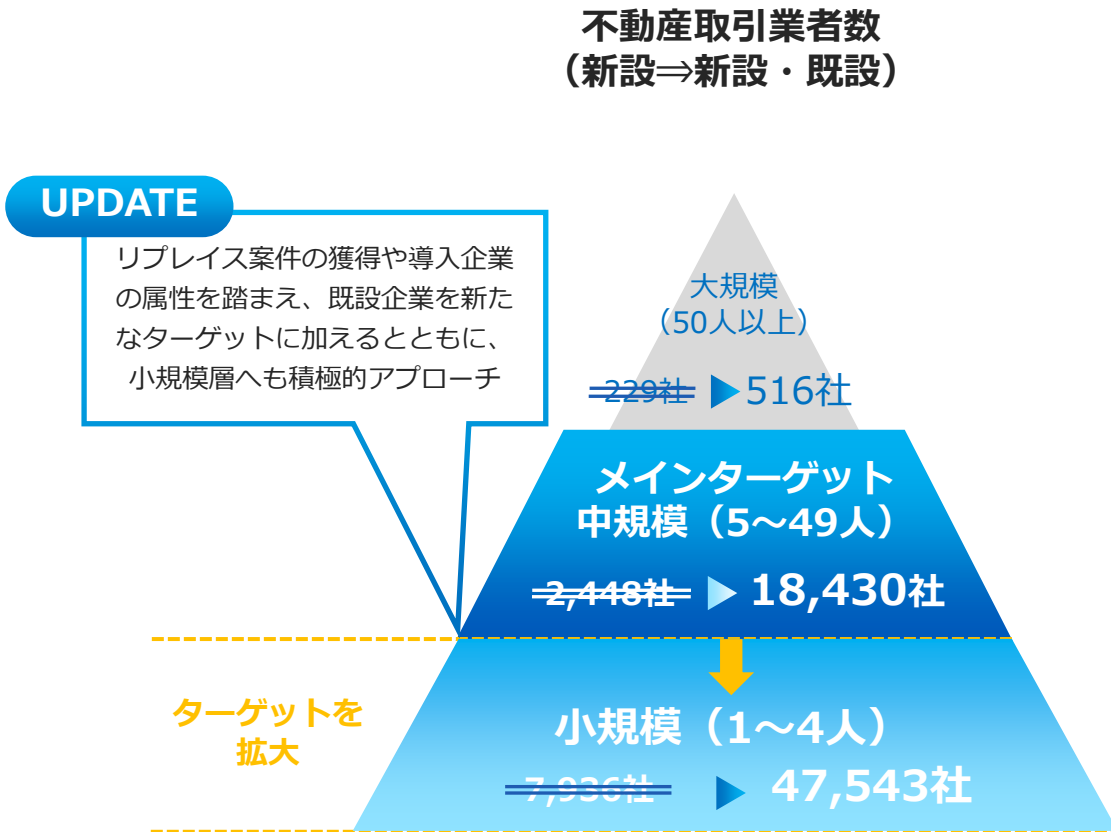 不動産取引業者数
（新設⇒新設・既設）
UPDATE
リプレイス案件の獲得や導入企業
の属性を踏まえ、既設企業を新た
なターゲットに加えるとともに、
小規模層へも積極的アプローチ
大規模
（50人以上）
229社 ▶ 516社
メインターゲット
中規模（5～49人）
2,448社 ▶ 18,430社
ターゲットを
拡大
小規模（1～4人）
7,936社 ▶ 47,543社